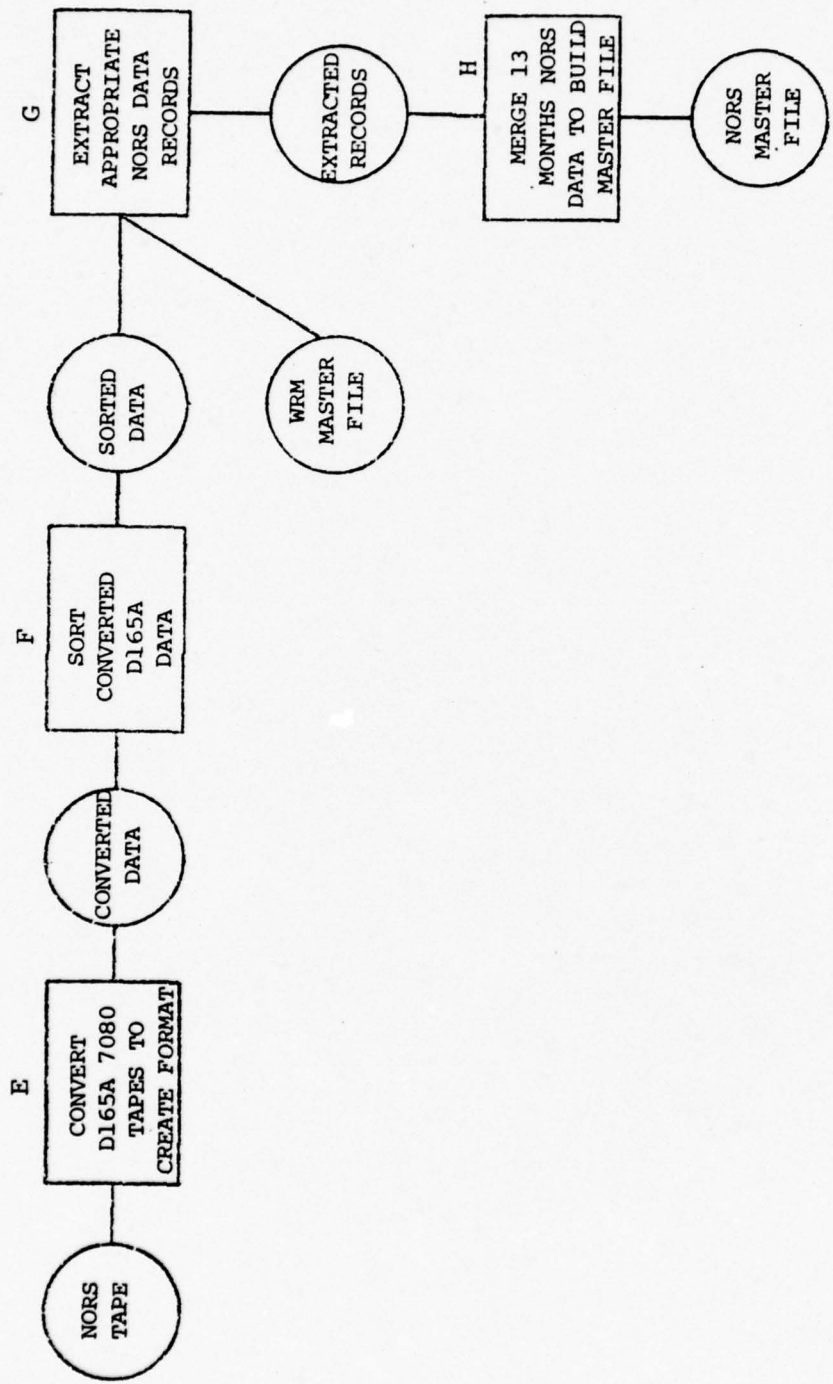 NORS
TAPE
E
CONVERT
D165A 7080
TAPES TO
CREATE FORMAT
CONVERTED
DATA
F
SORT
CONVERTED
D165A
DATA
SORTED
DATA
WRM
MASTER
FILE
G
EXTRACT
APPROPRIATE
NORS DATA
RECORDS
EXTRACTED
RECORDS
H
MERGE 13
MONTHS NORS
DATA TO BUILD
MASTER FILE
NORS
MASTER
FILE